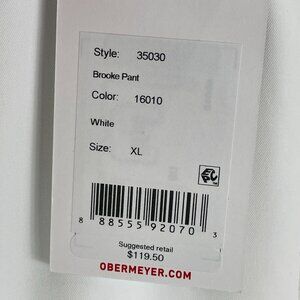 Style: 35030
Brooke Pant
Color: 16010
White
Size: XL
8 88555 92070 3
Suggested retail
$119.50
OBERMEYER.COM